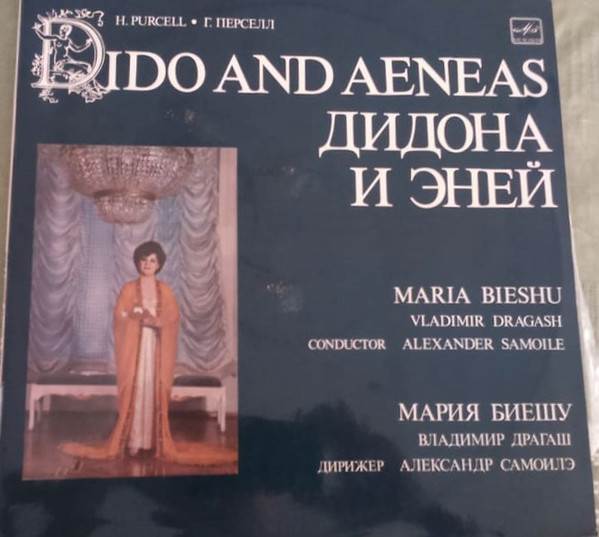 H. PURCELL • Г. ПЕРСЕЛЛ
DIDO AND AENEAS
ДИДОНА
И ЭНЕЙ
MARIA BIESHU
VLADIMIR DRAGASH
CONDUCTOR ALEXANDER SAMOILE
МАРИЯ БИЕШУ
ВЛАДИМИР ДРАГАШ
ДИРИЖЕР АЛЕКСАНДР САМОИЛЭ